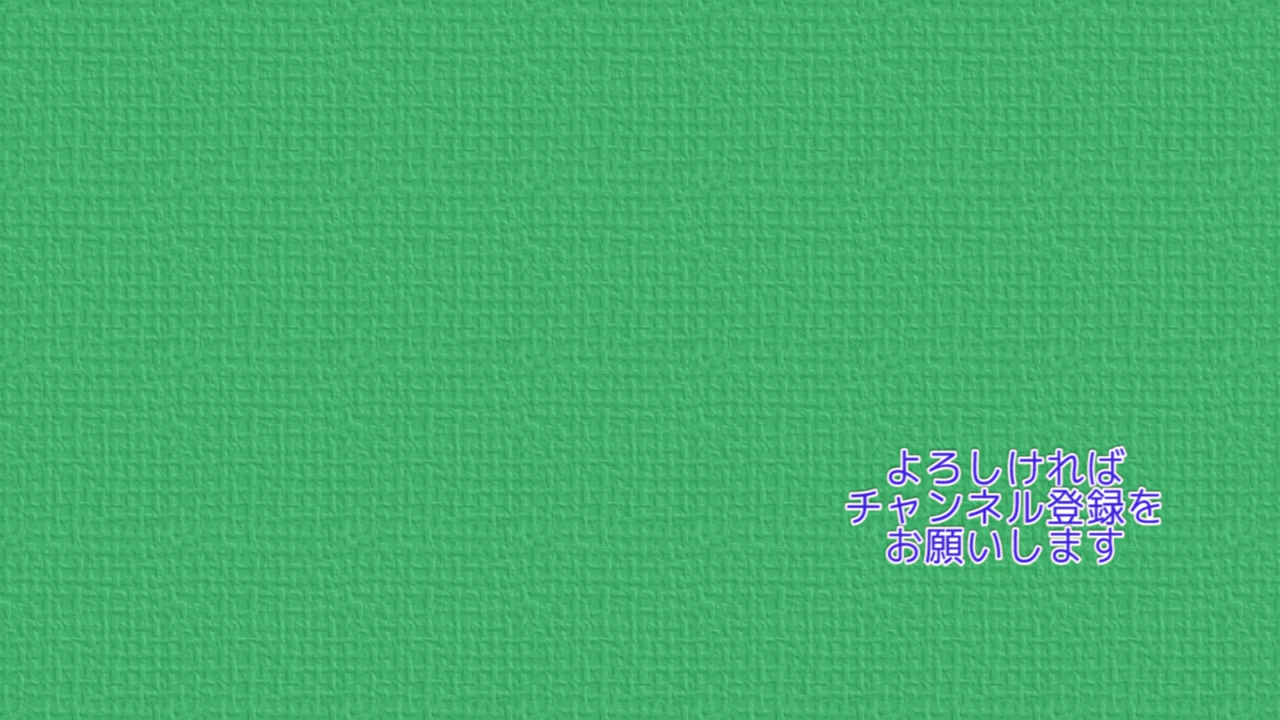 よろしければ
チャンネル登録を
お願いします